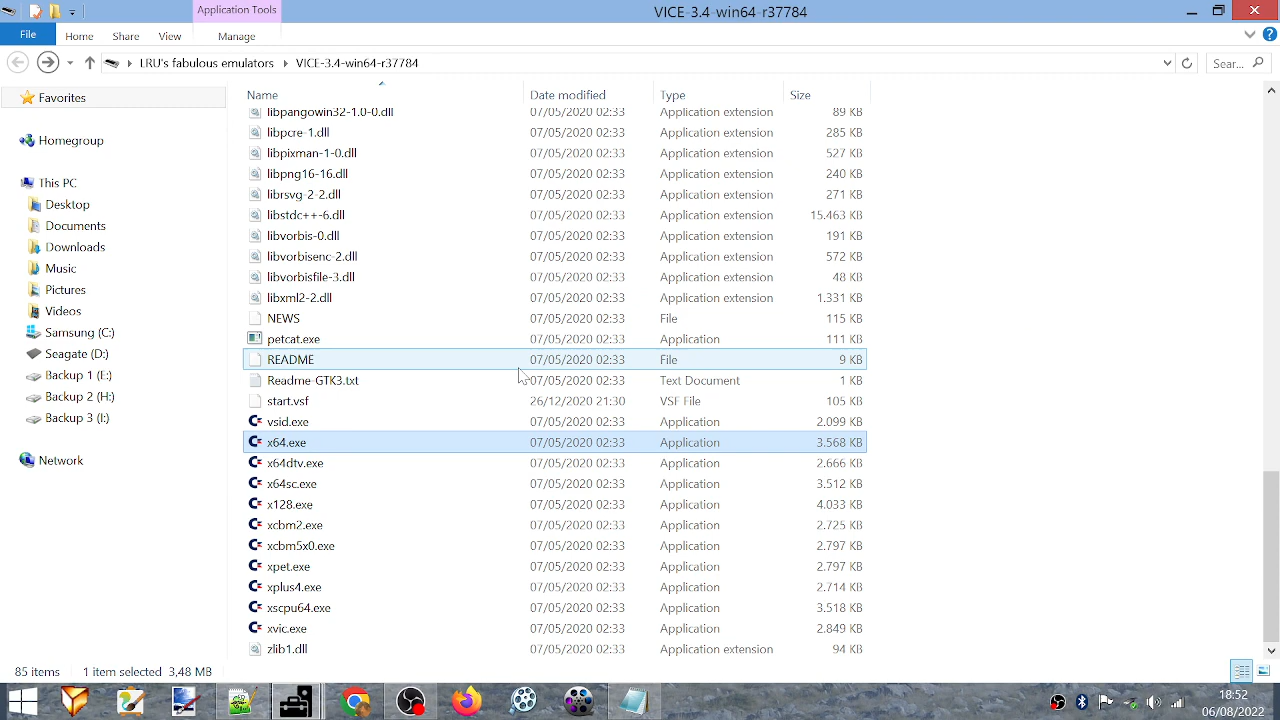 Application Tools
VICE-3.4-win64-r37784
File Home Share View Manage
LRU's fabulous emulators VICE-3.4-win64-r37784 Sear...
Favorites
Homegroup
This PC
Desktop
Documents
Downloads
Music
Pictures
Videos
Samsung (C:)
Seagate (D:)
Backup 1 (E:)
Backup 2 (H:)
Backup 3 (I:)
Network
Name Date modified Type Size
libpangowin32-1.0-0.dll 07/05/2020 02:33 Application extension 89 KB
libpcre-1.dll 07/05/2020 02:33 Application extension 285 KB
libpixman-1-0.dll 07/05/2020 02:33 Application extension 527 KB
libpng16-16.dll 07/05/2020 02:33 Application extension 240 KB
librsvg-2-2.dll 07/05/2020 02:33 Application extension 271 KB
libstdc++-6.dll 07/05/2020 02:33 Application extension 15.463 KB
libvorbis-0.dll 07/05/2020 02:33 Application extension 191 KB
libvorbisenc-2.dll 07/05/2020 02:33 Application extension 572 KB
libvorbisfile-3.dll 07/05/2020 02:33 Application extension 48 KB
libxml2-2.dll 07/05/2020 02:33 Application extension 1.331 KB
NEWS 07/05/2020 02:33 File 115 KB
petcat.exe 07/05/2020 02:33 Application 111 KB
README 07/05/2020 02:33 File 9 KB
Readme-GTK3.txt 07/05/2020 02:33 Text Document 1 KB
start.vsf 26/12/2020 21:30 VSF File 105 KB
vsid.exe 07/05/2020 02:33 Application 2.099 KB
x64.exe 07/05/2020 02:33 Application 3.568 KB
x64dtv.exe 07/05/2020 02:33 Application 2.666 KB
x64sc.exe 07/05/2020 02:33 Application 3.512 KB
x128.exe 07/05/2020 02:33 Application 4.033 KB
xcbm2.exe 07/05/2020 02:33 Application 2.725 KB
xcbm5x0.exe 07/05/2020 02:33 Application 2.797 KB
xpet.exe 07/05/2020 02:33 Application 2.797 KB
xplus4.exe 07/05/2020 02:33 Application 2.714 KB
xscpu64.exe 07/05/2020 02:33 Application 3.518 KB
xvic.exe 07/05/2020 02:33 Application 2.849 KB
zlib1.dll 07/05/2020 02:33 Application extension 94 KB
85 items 1 item selected 3,48 MB
18:52
06/08/2022